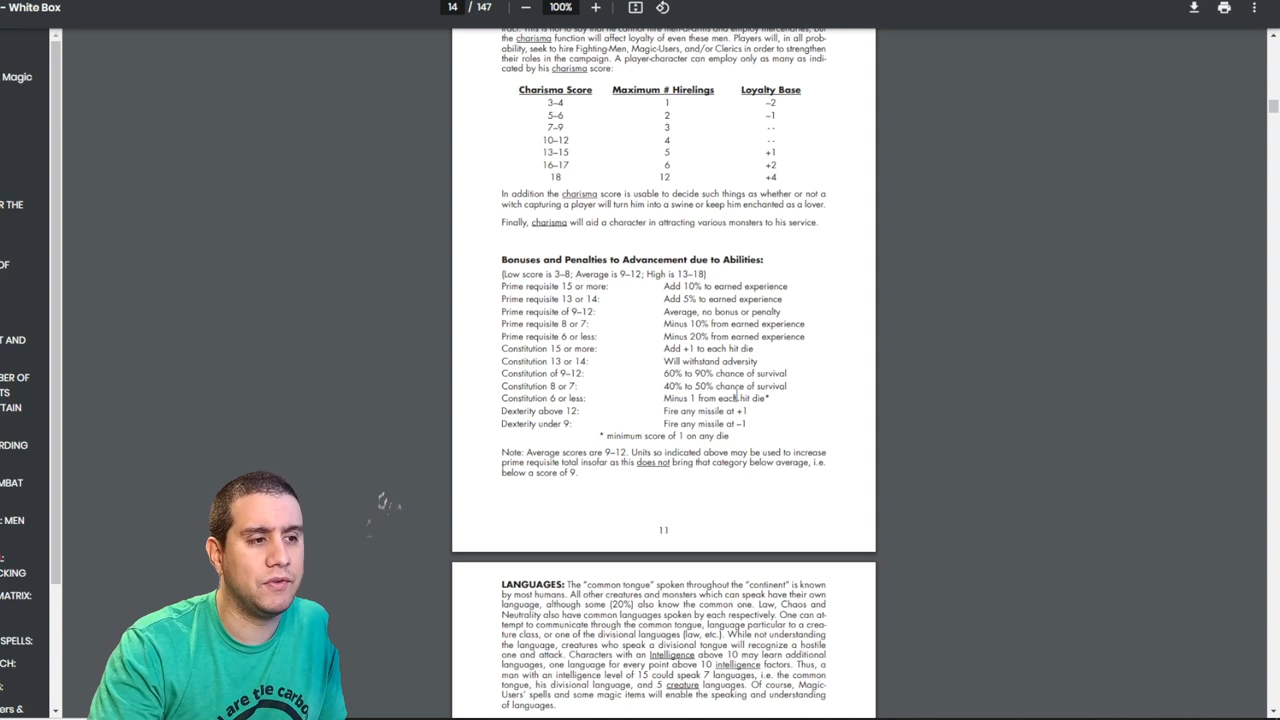 - White Box
14 / 147
100%
Magic
R THE
OF
T AND
BER OF
TS
TAIN
RDING
MBAT
: MEN
:
CKING
MATIC:
SPELLS:
CH:
the charisma function will affect loyalty of even these men. Players will, in all prob-
ability, seek to hire Fighting-Men, Magic-Users, and/or Clerics in order to strengthen
their roles in the campaign. A player-character can employ only as many as indi-
cated by his charisma score:
Charisma Score Maximum # Hirelings Loyalty Base
3–4 1 –2
5–6 2 –1
7–9 3 - -
10–12 4 - -
13–15 5 +1
16–17 6 +2
18 12 +4
In addition the charisma score is usable to decide such things as whether or not a
witch capturing a player will turn him into a swine or keep him enchanted as a lover.
Finally, charisma will aid a character in attracting various monsters to his service.
Bonuses and Penalties to Advancement due to Abilities:
(Low score is 3–8; Average is 9–12; High is 13–18)
Prime requisite 15 or more: Add 10% to earned experience
Prime requisite 13 or 14: Add 5% to earned experience
Prime requisite of 9–12: Average, no bonus or penalty
Prime requisite 8 or 7: Minus 10% from earned experience
Prime requisite 6 or less: Minus 20% from earned experience
Constitution 15 or more: Add +1 to each hit die
Constitution 13 or 14: Will withstand adversity
Constitution of 9–12: 60% to 90% chance of survival
Constitution 8 or 7: 40% to 50% chance of survival
Constitution 6 or less: Minus 1 from each hit die*
Dexterity above 12: Fire any missile at +1
Dexterity under 9: Fire any missile at –1
* minimum score of 1 on any die
Note: Average scores are 9–12. Units so indicated above may be used to increase
prime requisite total insofar as this does not bring that category below average, i.e.
below a score of 9.
11
LANGUAGES: The "common tongue" spoken throughout the "continent" is known
by most humans. All other creatures and monsters which can speak have their own
language, although some (20%) also know the common one. Law, Chaos and
Neutrality also have common languages spoken by each respectively. One can at-
tempt to communicate through the common tongue, language particular to a crea-
ture class, or one of the divisional languages (law, etc.). While not understanding
the language, creatures who speak a divisional tongue will recognize a hostile
one and attack. Characters with an Intelligence above 10 may learn additional
languages, one language for every point above 10 intelligence factors. Thus, a
man with an intelligence level of 15 could speak 7 languages, i.e. the common
tongue, his divisional language, and 5 creature languages. Of course, Magic-
Users' spells and some magic items will enable the speaking and understanding
of languages.
are the carbo